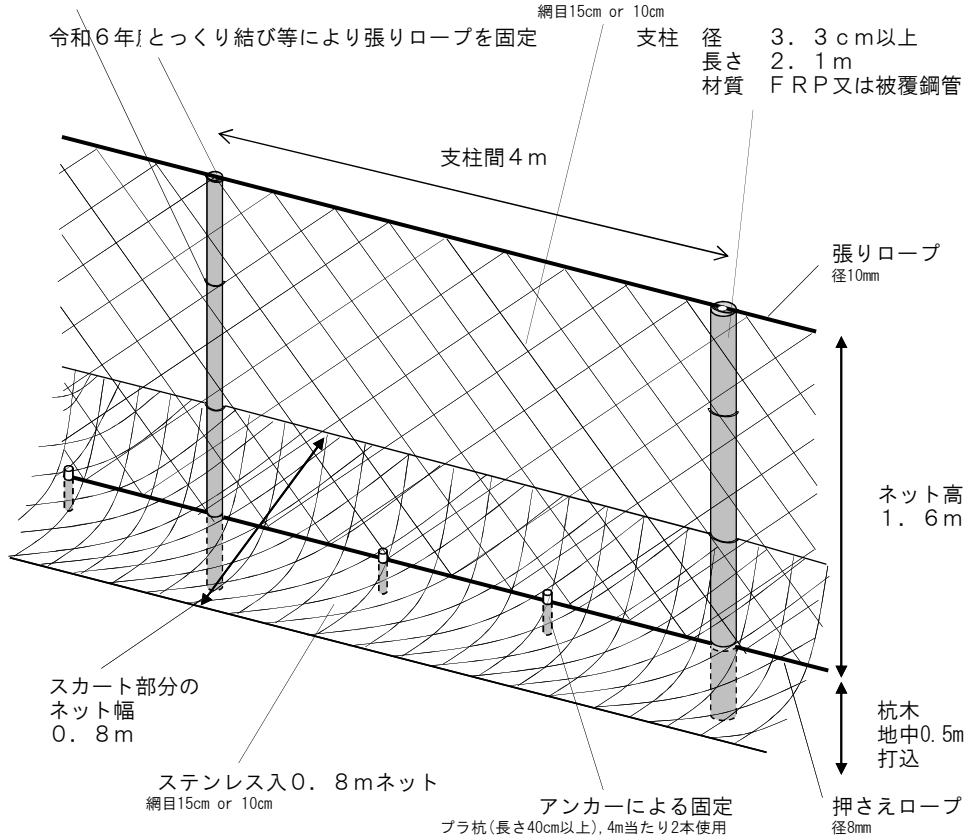 網目15cm or 10cm
令和６年 とっくり結び等により張りロープを固定
支柱　径　３．３ｃｍ以上
長さ　２．１ｍ
材質　ＦＲＰ又は被覆鋼管
支柱間４ｍ
張りロープ
径10mm
ネット高
１．６ｍ
スカート部分の
ネット幅
０．８ｍ
杭木
地中0.5m
打込
ステンレス入０．８ｍネット
網目15cm or 10cm
アンカーによる固定
プラ杭(長さ40cm以上),4m当たり2本使用
押さえロープ
径8mm